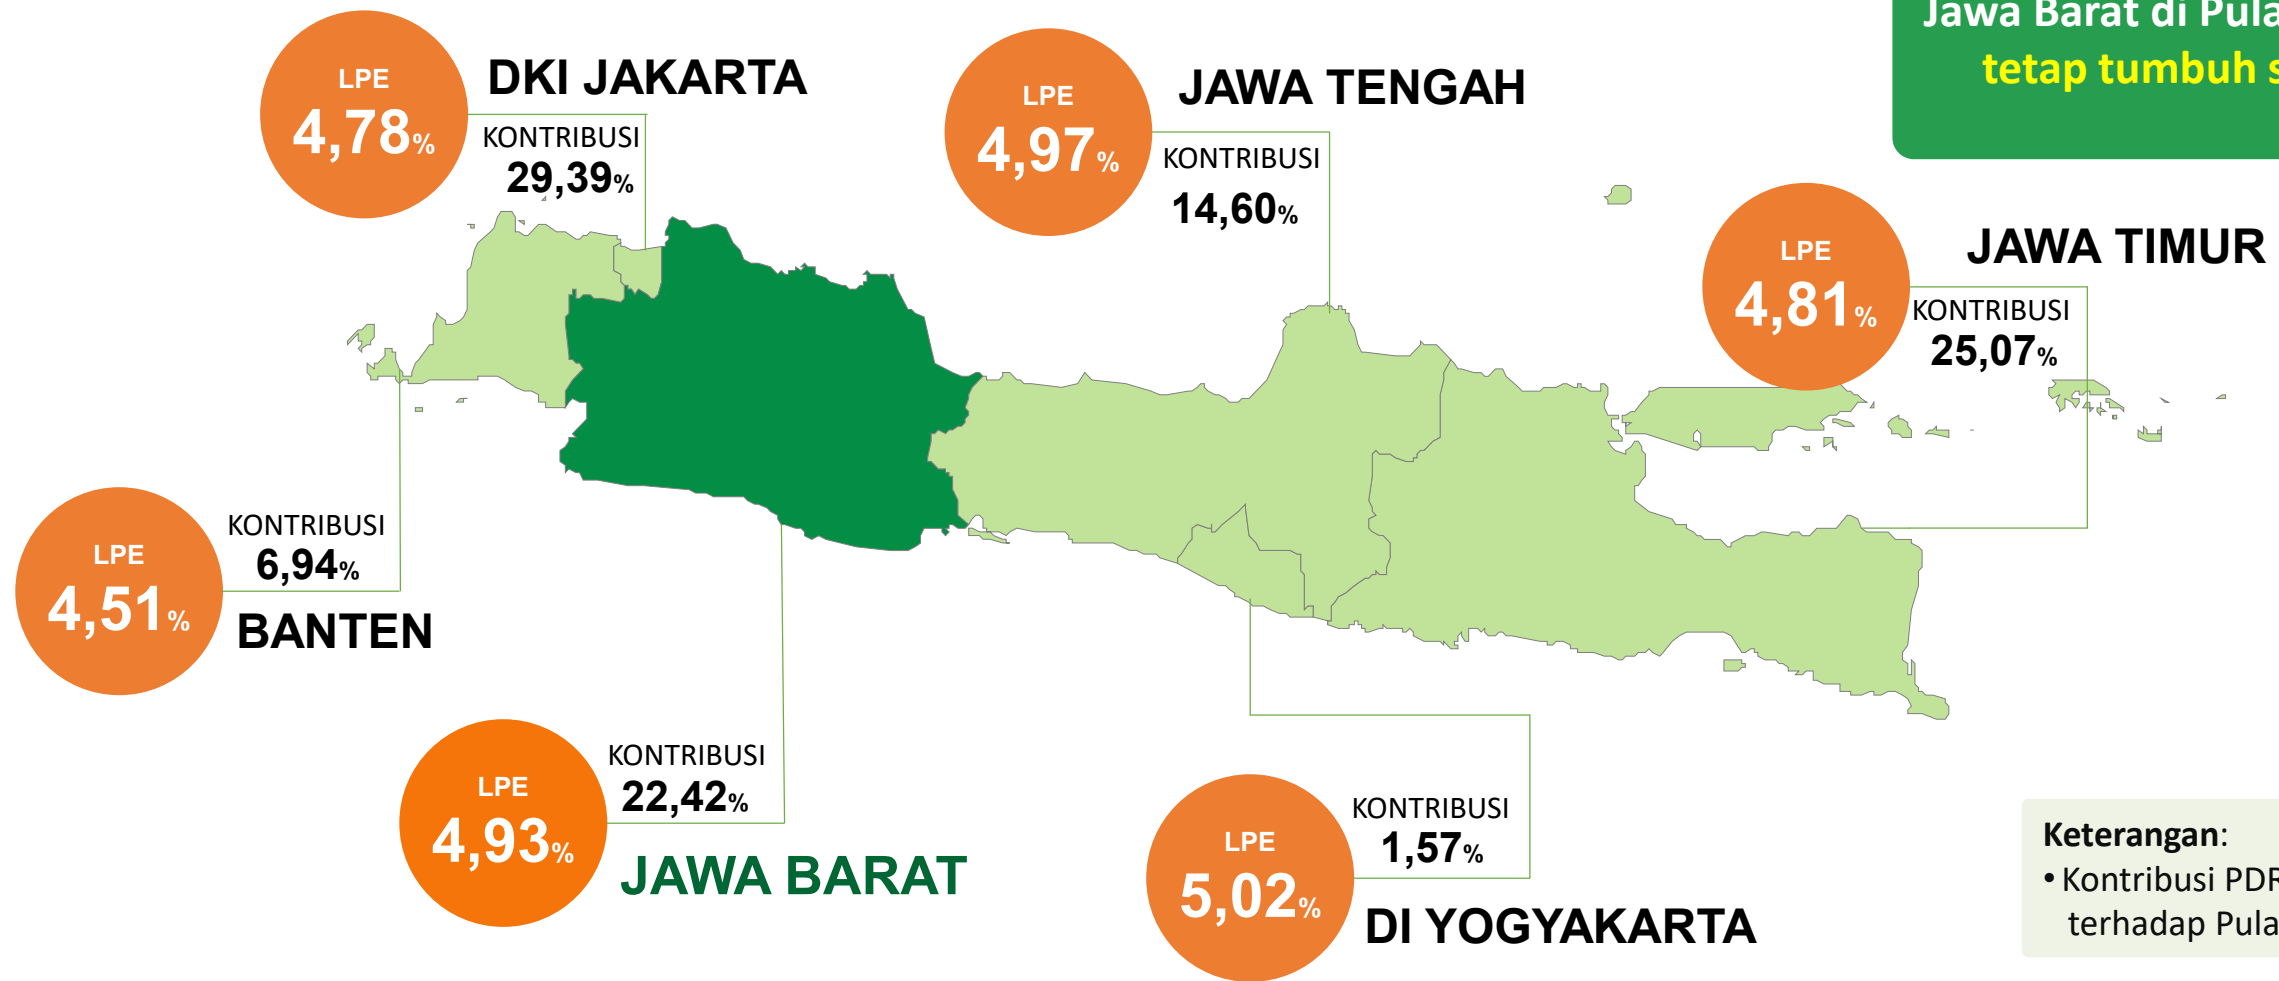 Jawa Barat di Pula
tetap tumbuh s
LPE
4,78%
DKI JAKARTA
KONTRIBUSI
29,39%
LPE
4,97%
JAWA TENGAH
KONTRIBUSI
14,60%
LPE
4,81%
JAWA TIMUR
KONTRIBUSI
25,07%
LPE
4,51%
KONTRIBUSI
6,94%
BANTEN
LPE
4,93%
KONTRIBUSI
22,42%
JAWA BARAT
LPE
5,02%
KONTRIBUSI
1,57%
DI YOGYAKARTA
Keterangan:
• Kontribusi PDR
terhadap Pula